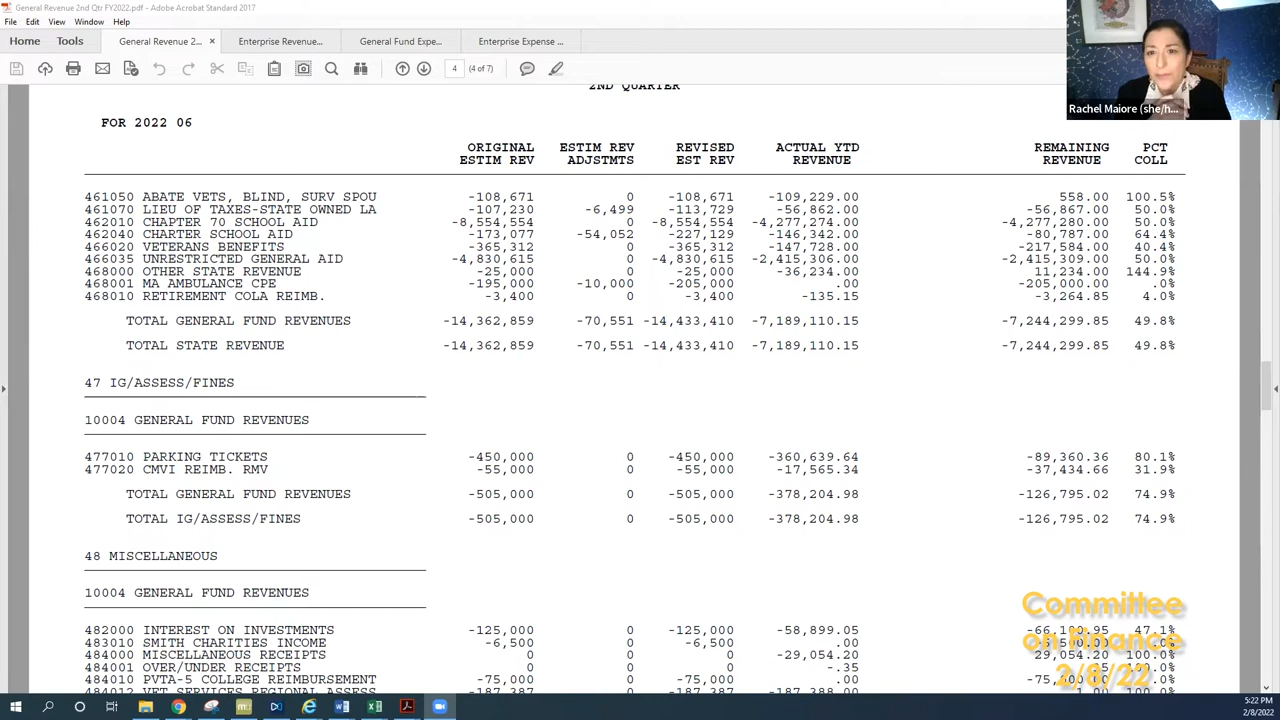 General Revenue 2nd Qtr FY2022.pdf - Adobe Acrobat Standard 2017
File Edit View Window Help
Home Tools General Revenue 2... × Enterprise Revenue... General Fund Expe... Enterprise Expense ...
4 (4 of 7)
Rachel Maiore (she/h...
2ND QUARTER
FOR 2022 06
ORIGINAL ESTIM REV REVISED ACTUAL YTD REMAINING PCT
ESTIM REV ADJSTMTS EST REV REVENUE REVENUE COLL
461050 ABATE VETS, BLIND, SURV SPOU -108,671 0 -108,671 -109,229.00 558.00 100.5%
461070 LIEU OF TAXES-STATE OWNED LA -107,230 -6,499 -113,729 -56,862.00 -56,867.00 50.0%
462010 CHAPTER 70 SCHOOL AID -8,554,554 0 -8,554,554 -4,277,274.00 -4,277,280.00 50.0%
462040 CHARTER SCHOOL AID -173,077 -54,052 -227,129 -146,342.00 -80,787.00 64.4%
466020 VETERANS BENEFITS -365,312 0 -365,312 -147,728.00 -217,584.00 40.4%
466035 UNRESTRICTED GENERAL AID -4,830,615 0 -4,830,615 -2,415,306.00 -2,415,309.00 50.0%
468000 OTHER STATE REVENUE -25,000 0 -25,000 -36,234.00 11,234.00 144.9%
468001 MA AMBULANCE CPE -195,000 -10,000 -205,000 .00 -205,000.00 .0%
468010 RETIREMENT COLA REIMB. -3,400 0 -3,400 -135.15 -3,264.85 4.0%
TOTAL GENERAL FUND REVENUES -14,362,859 -70,551 -14,433,410 -7,189,110.15 -7,244,299.85 49.8%
TOTAL STATE REVENUE -14,362,859 -70,551 -14,433,410 -7,189,110.15 -7,244,299.85 49.8%
47 IG/ASSESS/FINES
10004 GENERAL FUND REVENUES
477010 PARKING TICKETS -450,000 0 -450,000 -360,639.64 -89,360.36 80.1%
477020 CMVI REIMB. RMV -55,000 0 -55,000 -17,565.34 -37,434.66 31.9%
TOTAL GENERAL FUND REVENUES -505,000 0 -505,000 -378,204.98 -126,795.02 74.9%
TOTAL IG/ASSESS/FINES -505,000 0 -505,000 -378,204.98 -126,795.02 74.9%
48 MISCELLANEOUS
10004 GENERAL FUND REVENUES
482000 INTEREST ON INVESTMENTS -125,000 0 -125,000 -58,899.05 47.1%
483010 SMITH CHARITIES INCOME -6,500 0 -6,500 .00
484000 MISCELLANEOUS RECEIPTS 0 0 0 -29,054.20 29,054.20 100.0%
484001 OVER/UNDER RECEIPTS 0 0 0 -.35
484010 PVTA-5 COLLEGE REIMBURSEMENT -75,000 0 -75,000 .00
484012 VET SERVICES REGIONAL ASSESS -187,387 0 -187,387 -187,388.00
Committee
on Finance
2/8/22
5:22 PM
2/8/2022